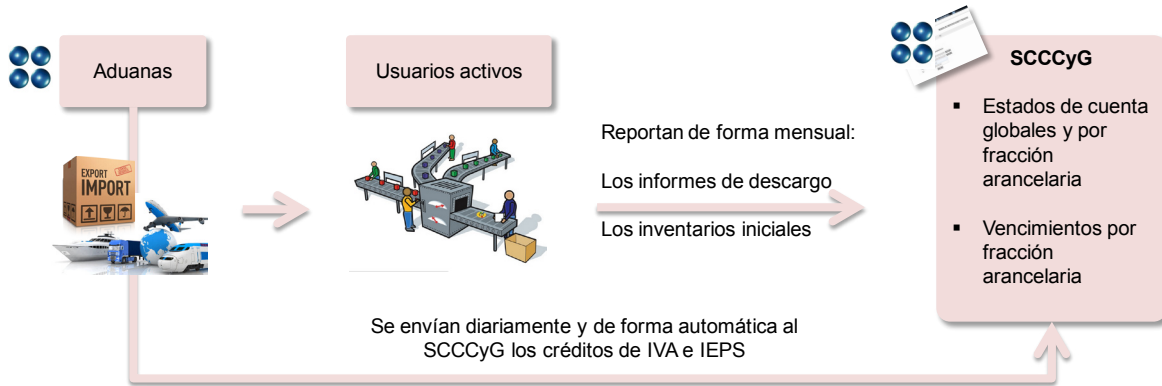 Aduanas
EXPORT
IMPORT
Usuarios activos
Reportan de forma mensual:
Los informes de descargo
Los inventarios iniciales
SCCCyG
▪ Estados de cuenta
globales y por
fracción
arancelaria
▪ Vencimientos por
fracción
arancelaria
Se envían diariamente y de forma automática al
SCCCyG los créditos de IVA e IEPS